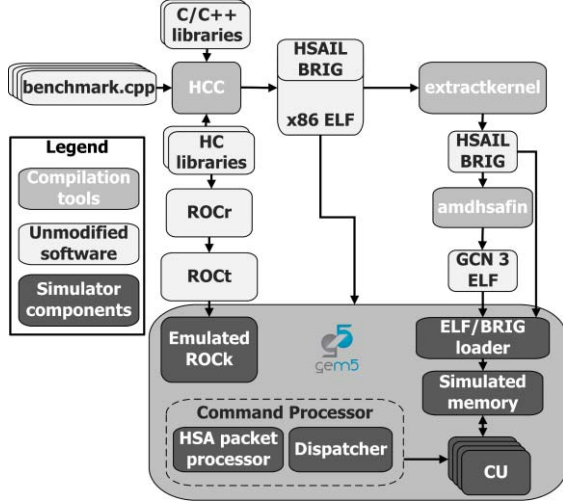 C/C++
libraries
benchmark.cpp
HCC
HSAIL
BRIG
x86 ELF
extractkernel
Legend
Compilation
tools
Unmodified
software
Simulator
components
HC
libraries
ROCr
ROCt
HSAIL
BRIG
amdhsafin
GCN 3
ELF
Emulated
ROCk
gem5
ELF/BRIG
loader
Simulated
memory
Command Processor
HSA packet
processor
Dispatcher
CU